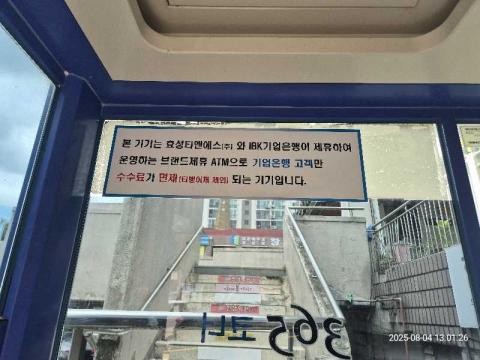 본 기기는 효성티앤에스(주) 와 IBK기업은행이 제휴하여
운영하는 브랜드제휴 ATM으로 기업은행 고객만
수수료가 면제(타행이체 제외) 되는 기기입니다.
365 코너
2025-08-04 13:01:26